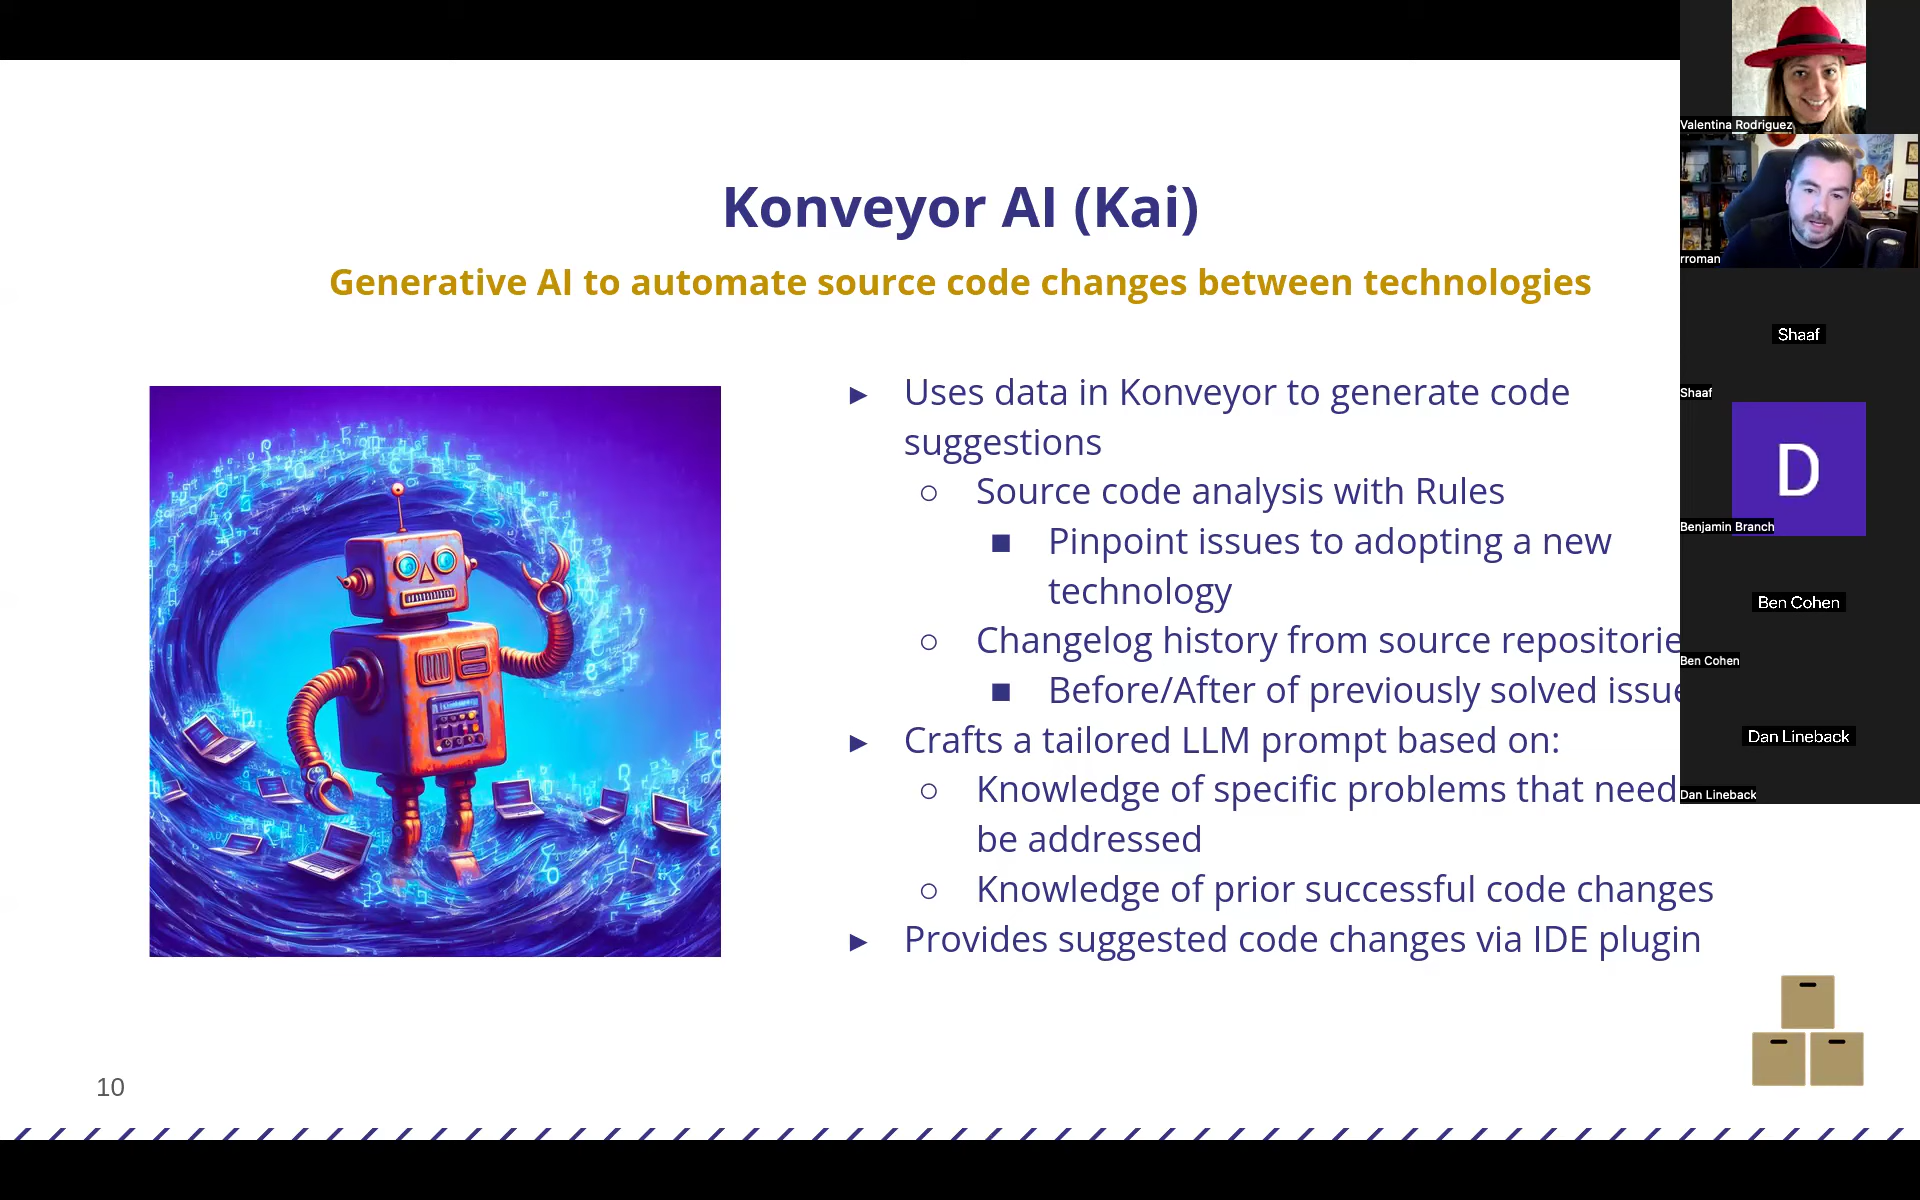 Konveyor AI (Kai)
Generative AI to automate source code changes between technologies
► Uses data in Konveyor to generate code
suggestions
○ Source code analysis with Rules
■ Pinpoint issues to adopting a new
technology
○ Changelog history from source repositorie
■ Before/After of previously solved issue
► Crafts a tailored LLM prompt based on:
○ Knowledge of specific problems that need
be addressed
○ Knowledge of prior successful code changes
► Provides suggested code changes via IDE plugin
10
Valentina Rodriguez
rroman
Shaaf
Shaaf
D
Benjamin Branch
Ben Cohen
Ben Cohen
Dan Lineback
Dan Lineback